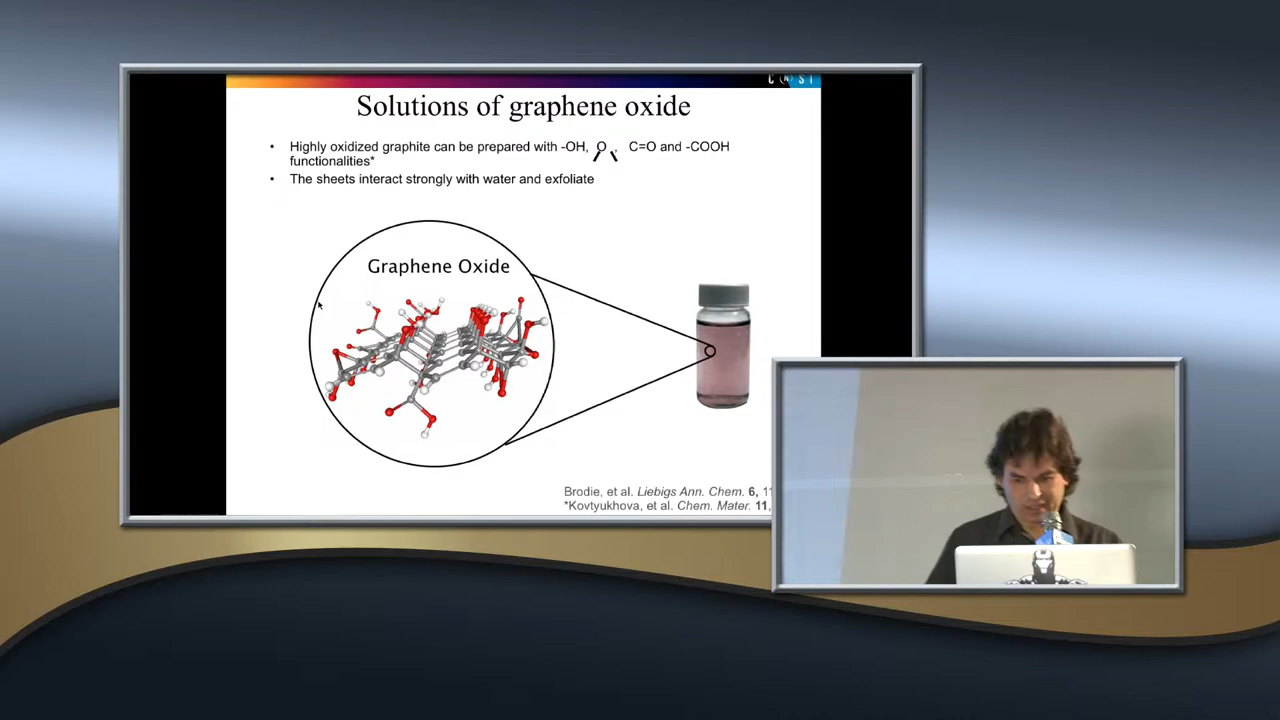 C N S I
Solutions of graphene oxide
• Highly oxidized graphite can be prepared with -OH, O , C=O and -COOH
functionalities*
• The sheets interact strongly with water and exfoliate
Graphene Oxide
Brodie, et al. Liebigs Ann. Chem. 6,
*Kovtyukhova, et al. Chem. Mater. 11,